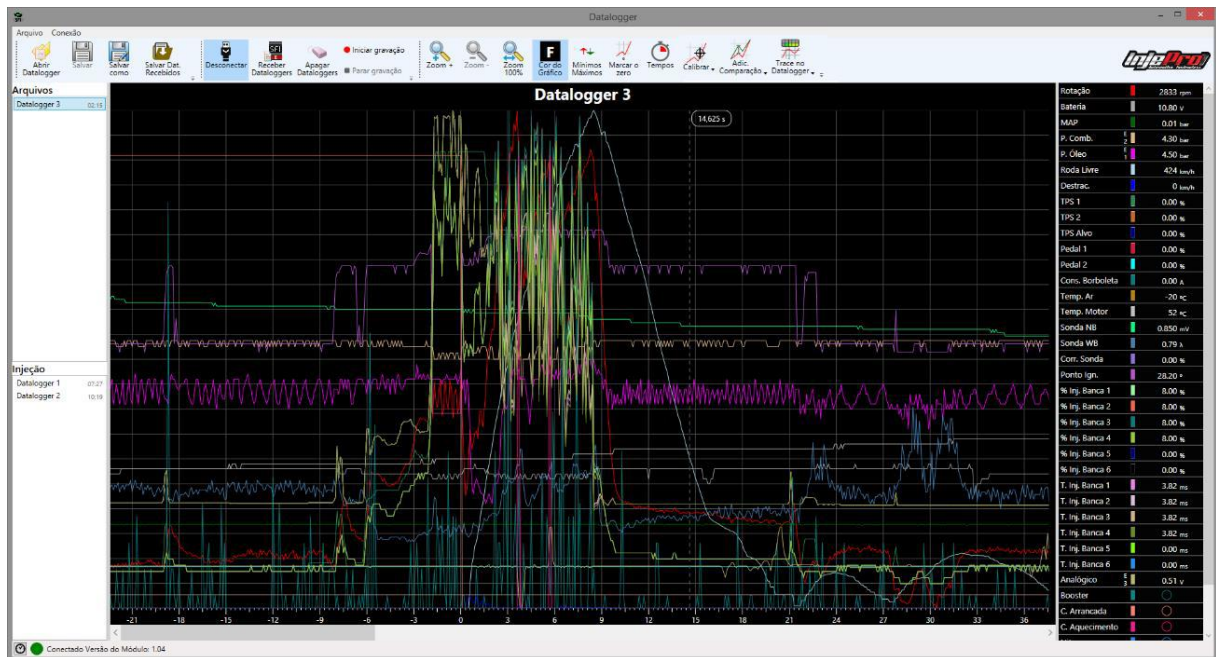 Datalogger
Arquivo Conexão
Abrir Datalogger
Salvar
Salvar como
Salvar Dat. Recebidos
Desconectar
SFI
Receber Dataloggers
Apagar Dataloggers
Iniciar gravação
Parar gravação
Zoom +
Zoom -
Zoom 100%
F
Cor do Gráfico
Mínimos Máximos
Marcar o zero
Tempos
Calibrar
Adic. Comparação
Trace no Datalogger
InjePro
Arquivos
Datalogger 3 02:15
Injeção
Datalogger 1 07:27
Datalogger 2 10:19
Datalogger 3
14,625 s
-21 -18 -15 -12 -9 -6 -3 0 3 6 9 12 15 18 21 24 27 30 33 36
Rotação 2833 rpm
Bateria 10.80 V
MAP 0.01 bar
P. Comb. E 2 4.30 bar
P. Óleo E 1 4.50 bar
Roda Livre 424 km/h
Destrac. 0 km/h
TPS 1 0.00 %
TPS 2 0.00 %
TPS Alvo 0.00 %
Pedal 1 0.00 %
Pedal 2 0.00 %
Cons. Borboleta 0.00 A
Temp. Ar -20 ºC
Temp. Motor 52 ºC
Sonda NB 0.850 mV
Sonda WB 0.79 λ
Corr. Sonda 0.00 %
Ponto Ign. 28.20 º
% Inj. Banca 1 8.00 %
% Inj. Banca 2 8.00 %
% Inj. Banca 3 8.00 %
% Inj. Banca 4 8.00 %
% Inj. Banca 5 0.00 %
% Inj. Banca 6 0.00 %
T. Inj. Banca 1 3.82 ms
T. Inj. Banca 2 3.82 ms
T. Inj. Banca 3 3.82 ms
T. Inj. Banca 4 3.82 ms
T. Inj. Banca 5 0.00 ms
T. Inj. Banca 6 0.00 ms
Analógico E 3 0.51 V
Booster
C. Arrancada
C. Aquecimento
Conectado Versão do Módulo: 1.04